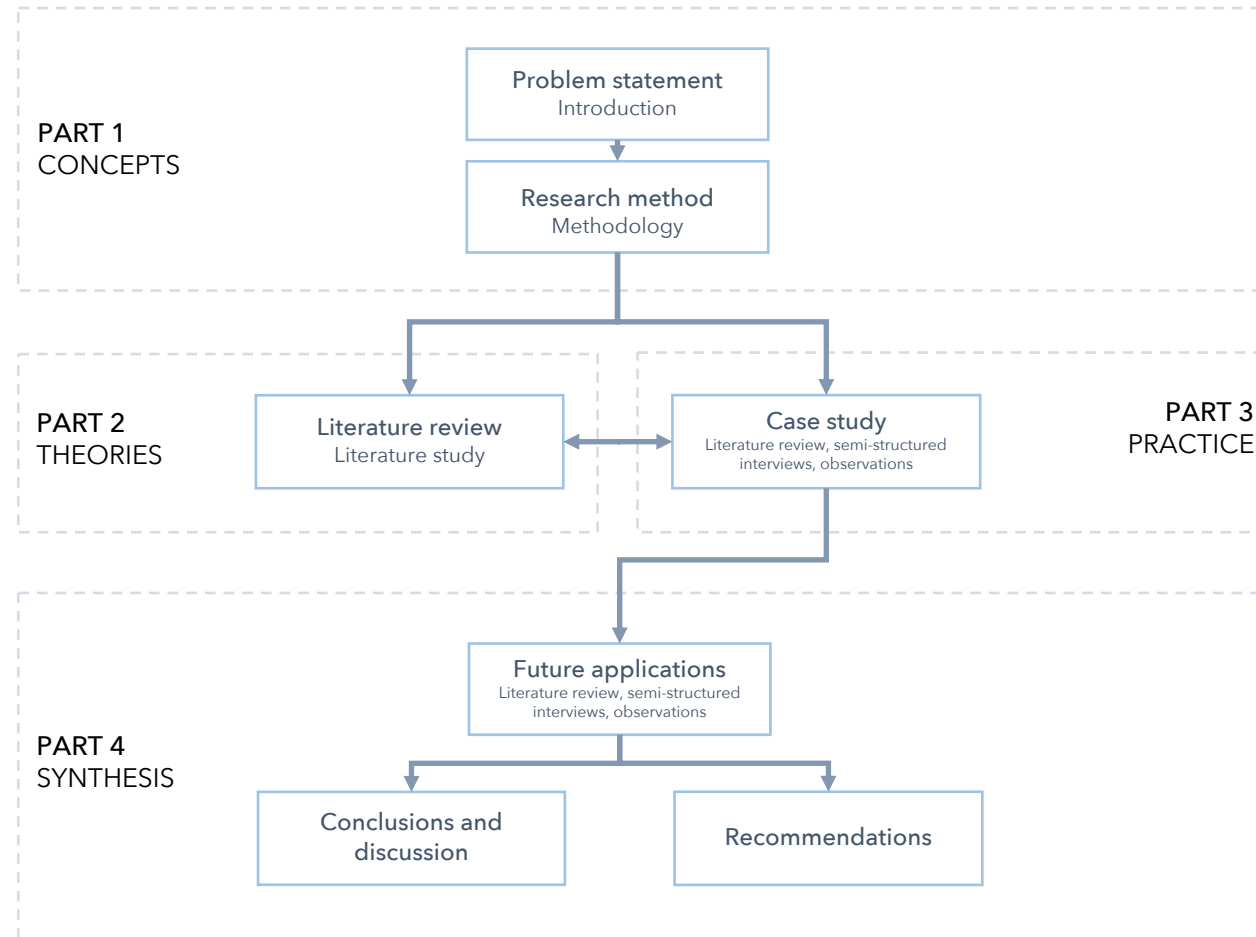 Problem statement
Introduction
PART 1
CONCEPTS
Research method
Methodology
PART 2
THEORIES
Literature review
Literature study
Case study
Literature review, semi-structured
interviews, observations
PART 3
PRACTICE
Future applications
Literature review, semi-structured
interviews, observations
PART 4
SYNTHESIS
Conclusions and
discussion
Recommendations